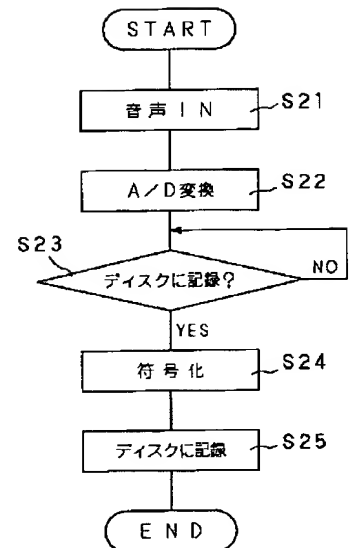 START
音声IN
S21
A/D変換
S22
S23
ディスクに記録?
NO
YES
符号化
S24
ディスクに記録
S25
END